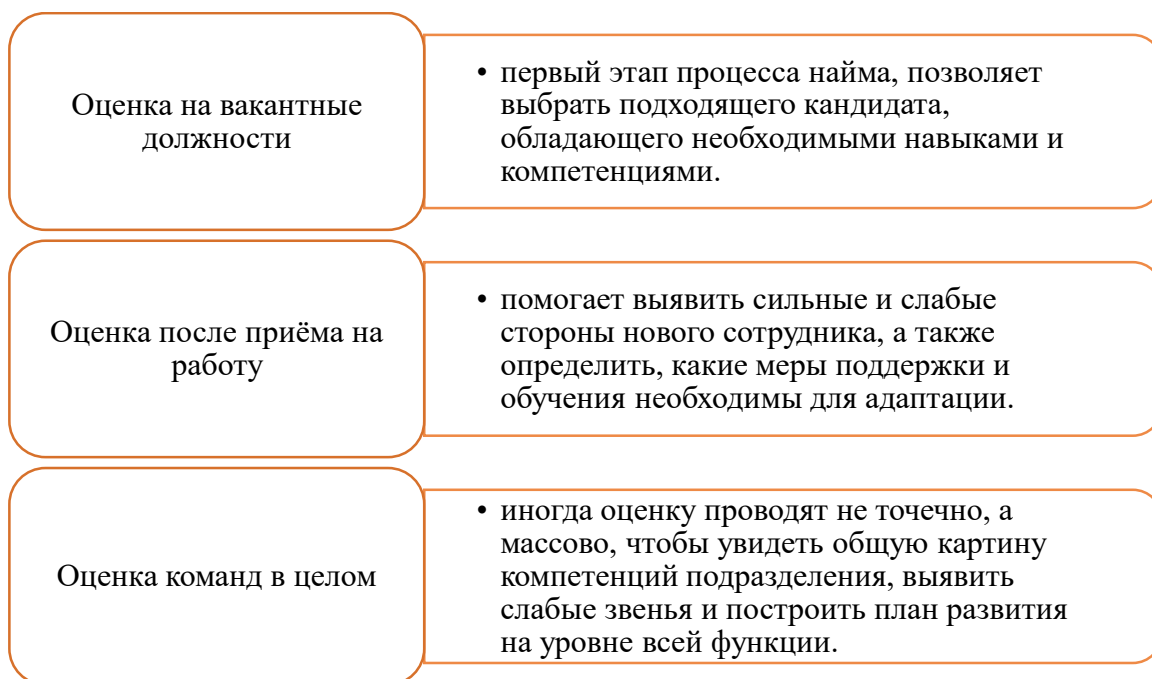 Оценка на вакантные
должности
• первый этап процесса найма, позволяет
выбрать подходящего кандидата,
обладающего необходимыми навыками и
компетенциями.
Оценка после приёма на
работу
• помогает выявить сильные и слабые
стороны нового сотрудника, а также
определить, какие меры поддержки и
обучения необходимы для адаптации.
Оценка команд в целом
• иногда оценку проводят не точечно, а
массово, чтобы увидеть общую картину
компетенций подразделения, выявить
слабые звенья и построить план развития
на уровне всей функции.